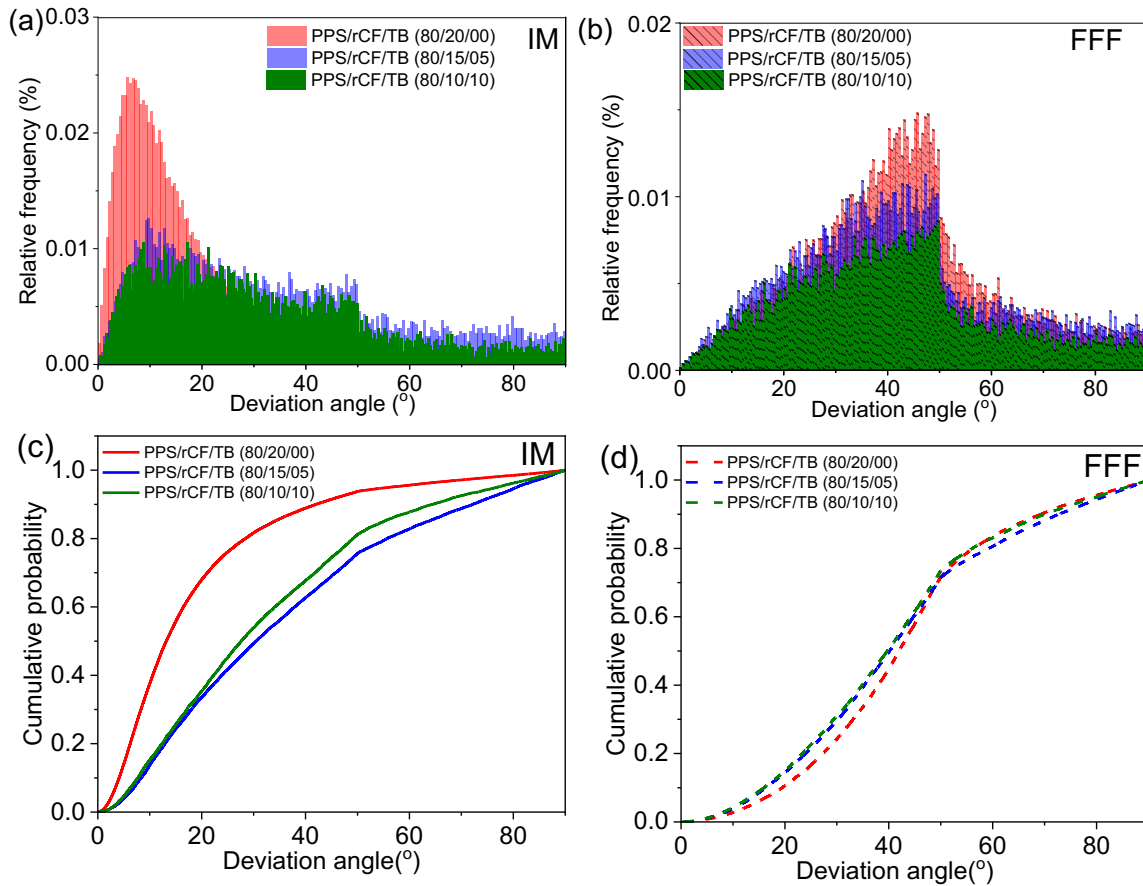 (a)
0.03
0.02
0.01
0.00
Relative frequency (%)
PPS/rCF/TB (80/20/00)
PPS/rCF/TB (80/15/05)
PPS/rCF/TB (80/10/10)
IM
0 20 40 60 80
Deviation angle (o)
(b)
0.02
0.01
0.00
Relative frequency (%)
PPS/rCF/TB (80/20/00)
PPS/rCF/TB (80/15/05)
PPS/rCF/TB (80/10/10)
FFF
0 20 40 60 80
Deviation angle (o)
(c)
1.0
0.8
0.6
0.4
0.2
0.0
Cumulative probability
PPS/rCF/TB (80/20/00)
PPS/rCF/TB (80/15/05)
PPS/rCF/TB (80/10/10)
IM
0 20 40 60 80
Deviation angle(o)
(d)
1.0
0.8
0.6
0.4
0.2
0.0
Cumulative probability
PPS/rCF/TB (80/20/00)
PPS/rCF/TB (80/15/05)
PPS/rCF/TB (80/10/10)
FFF
0 20 40 60 80
Deviation angle(o)